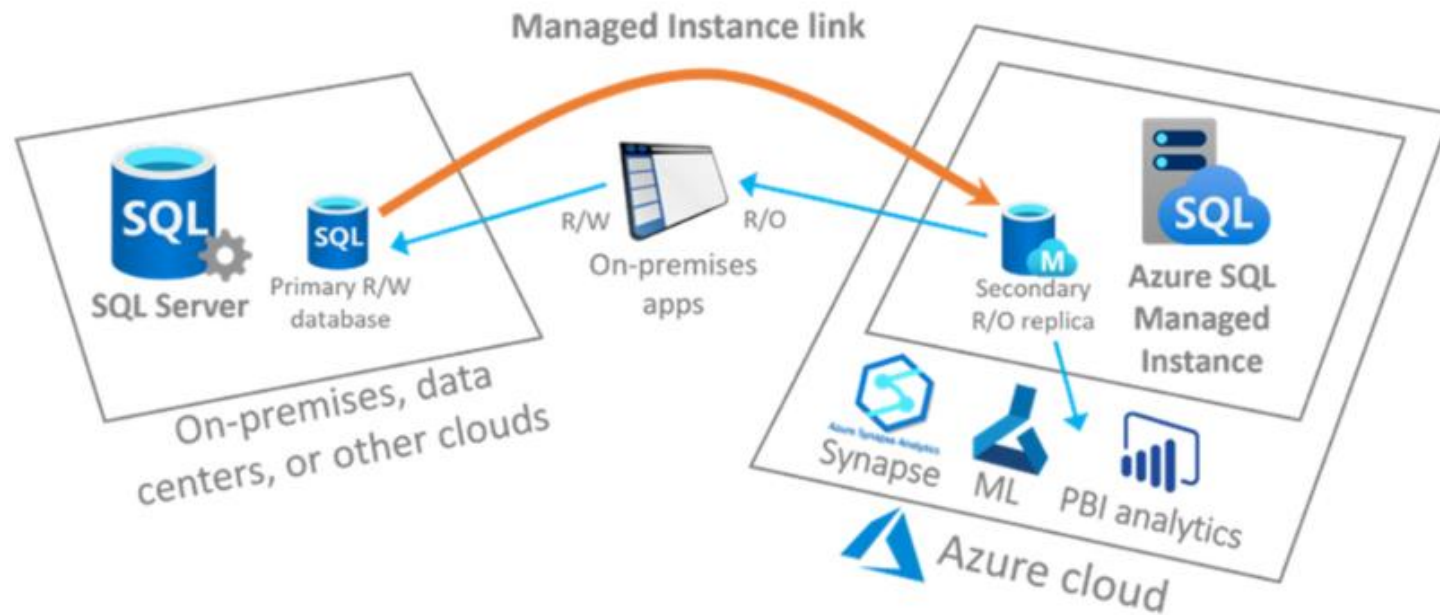 Managed Instance link
SQL
SQL Server
SQL
Primary R/W
database
On-premises, data
centers, or other clouds
R/W
R/O
On-premises
apps
M
Secondary
R/O replica
SQL
Azure SQL
Managed
Instance
Azure Synapse Analytics
Synapse
ML
PBI analytics
Azure cloud